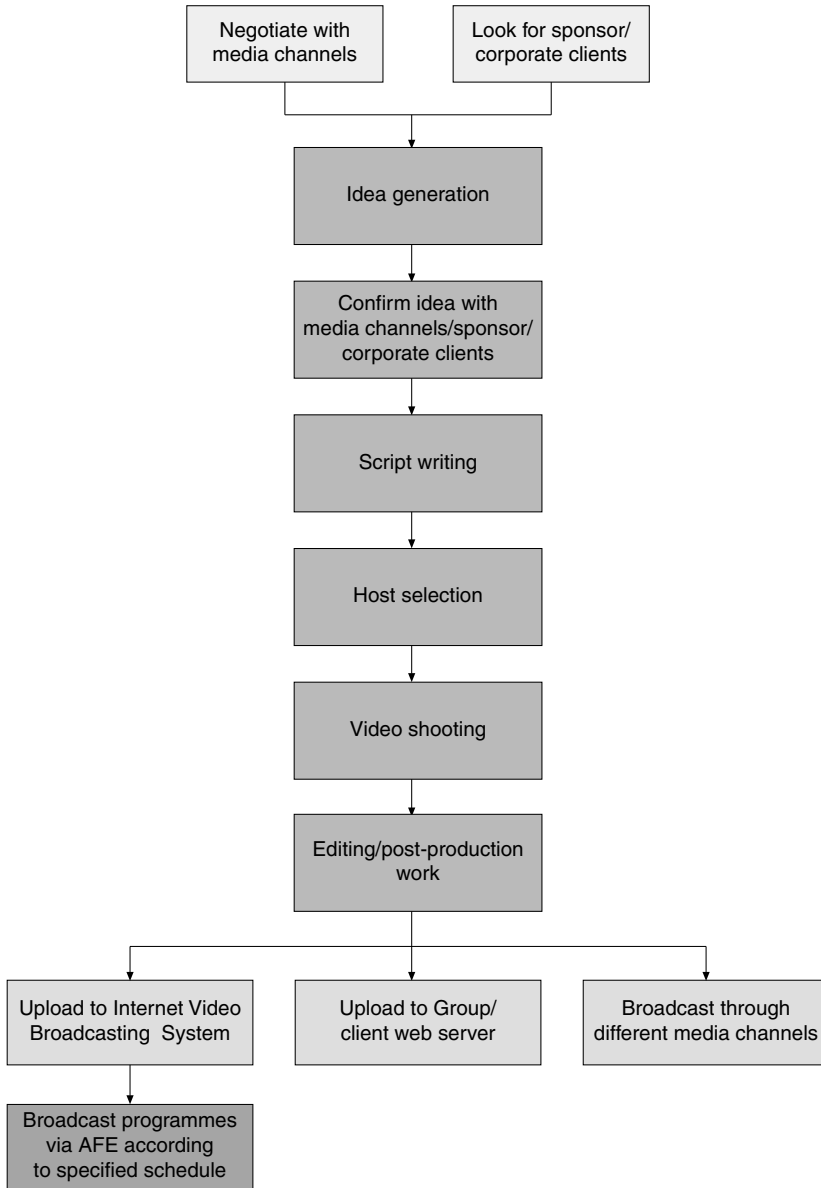 Negotiate with
media channels
Look for sponsor/
corporate clients
Idea generation
Confirm idea with
media channels/sponsor/
corporate clients
Script writing
Host selection
Video shooting
Editing/post-production
work
Upload to Internet Video
Broadcasting System
Upload to Group/
client web server
Broadcast through
different media channels
Broadcast programmes
via AFE according
to specified schedule